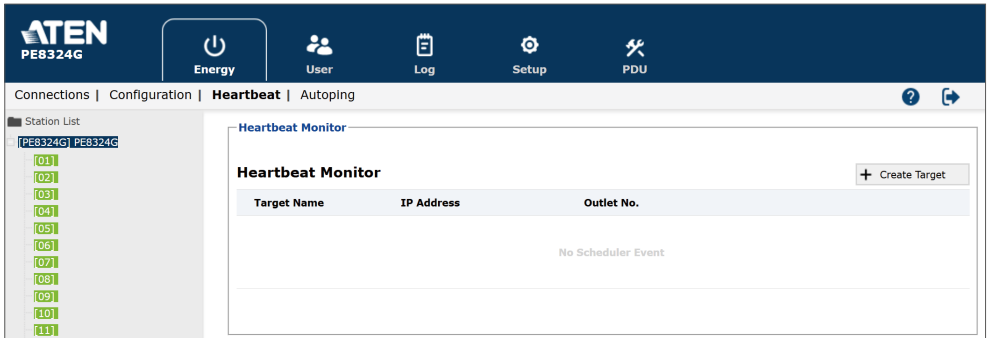 ATEN
PE8324G
Energy
User
Log
Setup
PDU
Connections | Configuration | Heartbeat | Autoping
Station List
[PE8324G] PE8324G
[01]
[02]
[03]
[04]
[05]
[06]
[07]
[08]
[09]
[10]
[11]
Heartbeat Monitor
Heartbeat Monitor
+ Create Target
Target Name IP Address Outlet No.
No Scheduler Event